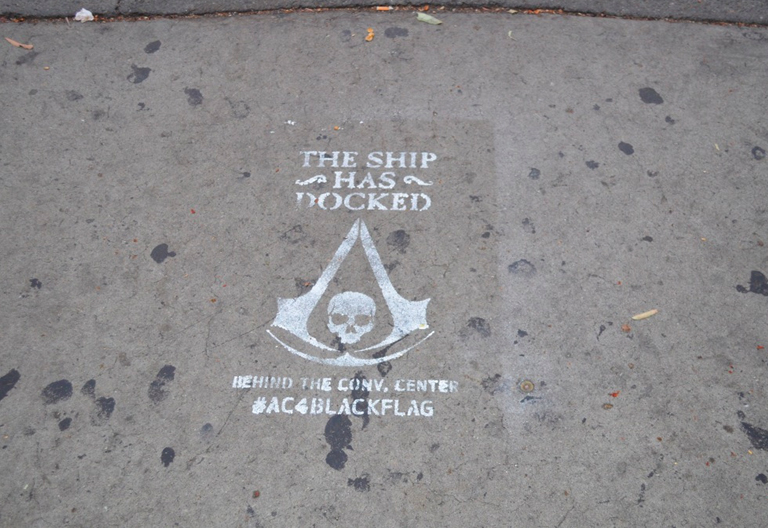 THE SHIP
HAS
DOCKED
BEHIND THE CONV. CENTER
#AC4BLACKFLAG